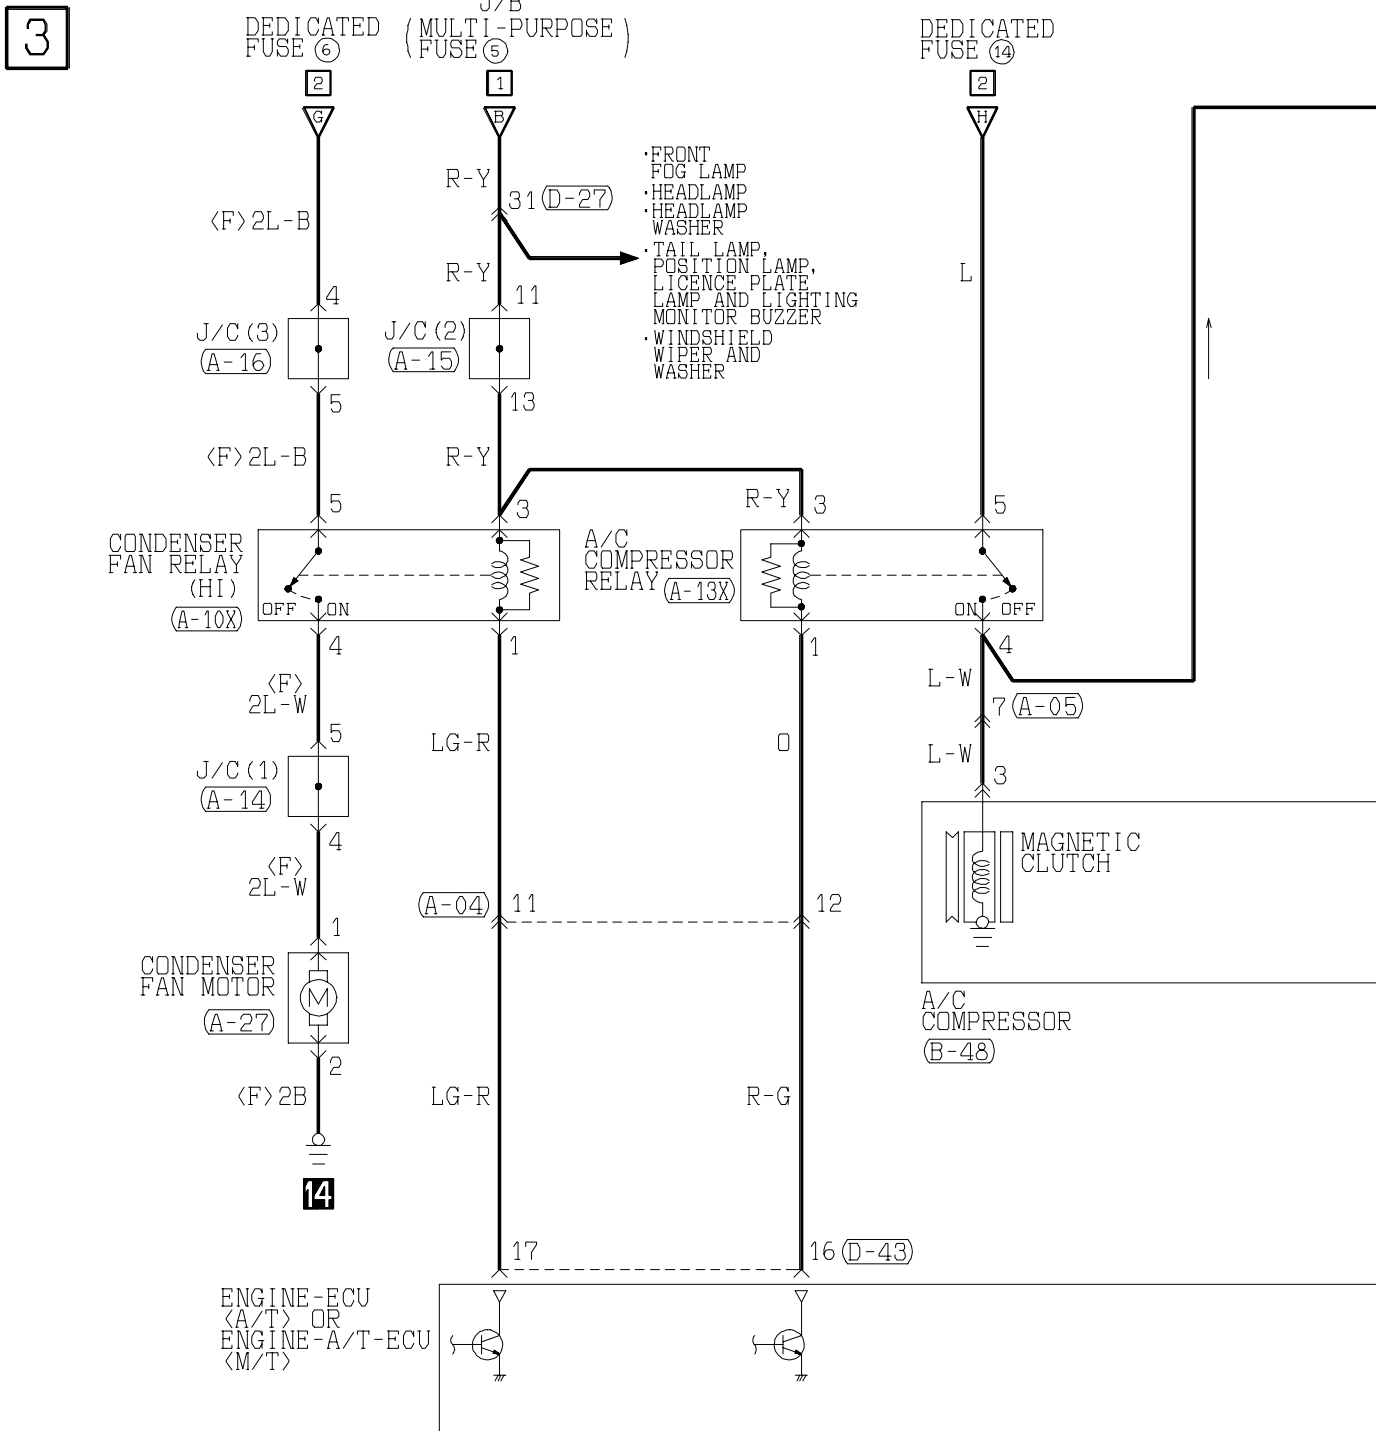 3
DEDICATED
FUSE 6
J/B
(MULTI-PURPOSE
FUSE 5)
DEDICATED
FUSE 14
2
1
2
G
B
H
R-Y
31 D-27
·FRONT
FOG LAMP
·HEADLAMP
·HEADLAMP
WASHER
·TAIL LAMP,
POSITION LAMP,
LICENCE PLATE
LAMP AND LIGHTING
MONITOR BUZZER
·WINDSHIELD
WIPER AND
WASHER
<F>2L-B
R-Y
L
4
11
J/C(3)
A-16
J/C(2)
A-15
5
13
<F>2L-B
R-Y
R-Y
5
3
3
5
CONDENSER
FAN RELAY
(HI)
A-10X
OFF ON
A/C
COMPRESSOR
RELAY A-13X
ON OFF
4
1
1
4
<F>
2L-W
L-W
7 A-05
5
LG-R
O
L-W
3
J/C(1)
A-14
4
<F>
2L-W
MAGNETIC
CLUTCH
A-04
11
12
1
CONDENSER
FAN MOTOR
A-27
M
A/C
COMPRESSOR
B-48
2
<F>2B
LG-R
R-G
14
17
16 D-43
ENGINE-ECU
<A/T> OR
ENGINE-A/T-ECU
<M/T>